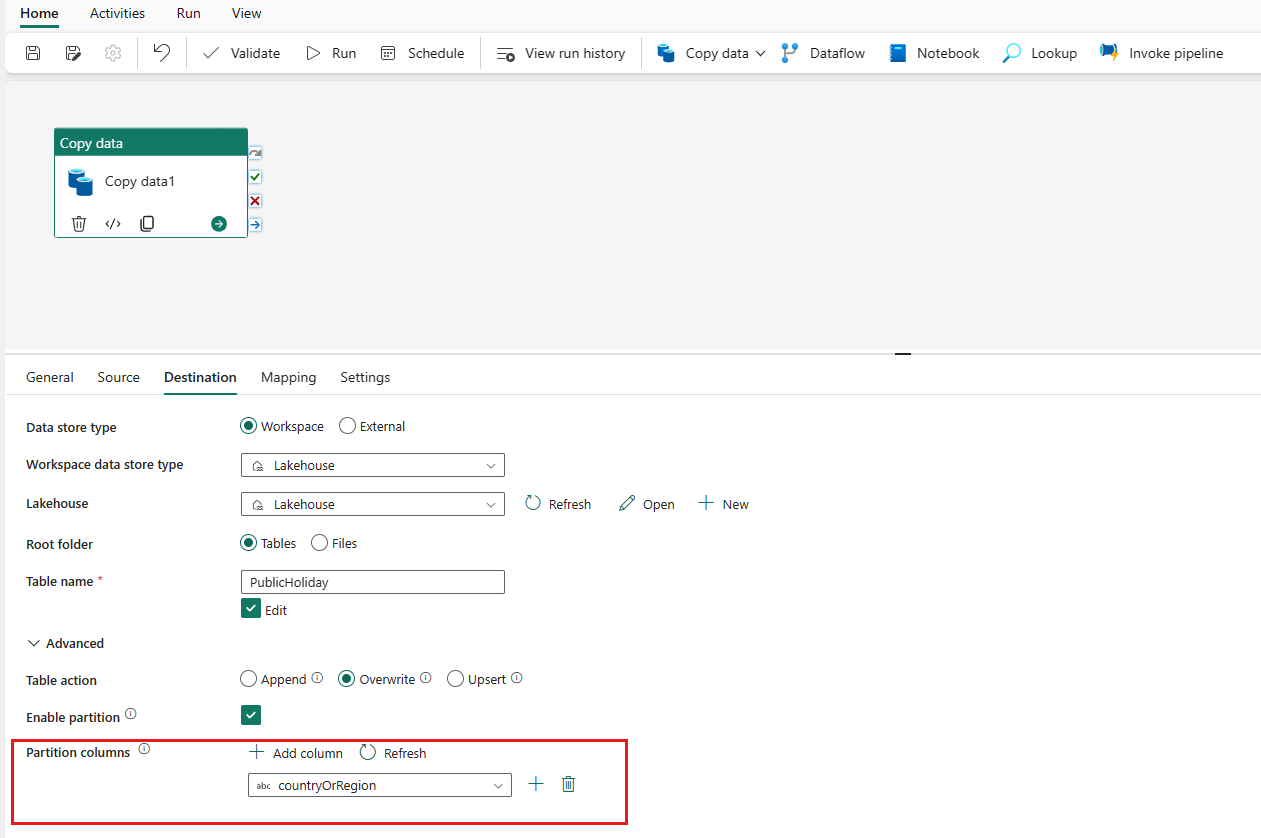 Home Activities Run View
Validate Run Schedule View run history Copy data Dataflow Notebook Lookup Invoke pipeline
Copy data
Copy data1
General Source Destination Mapping Settings
Data store type Workspace External
Workspace data store type Lakehouse
Lakehouse Lakehouse Refresh Open New
Root folder Tables Files
Table name * PublicHoliday
Edit
Advanced
Table action Append Overwrite Upsert
Enable partition
Partition columns Add column Refresh
abc countryOrRegion